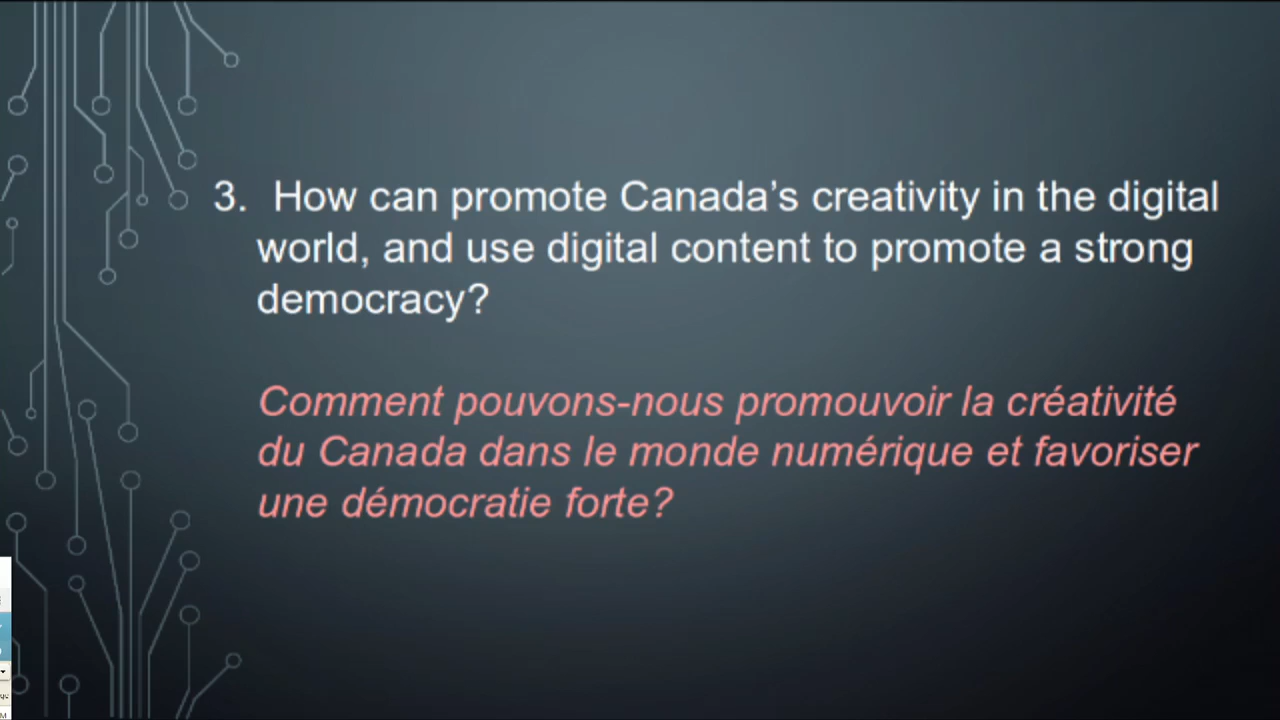 3. How can promote Canada’s creativity in the digital
world, and use digital content to promote a strong
democracy?
Comment pouvons-nous promouvoir la créativité
du Canada dans le monde numérique et favoriser
une démocratie forte?